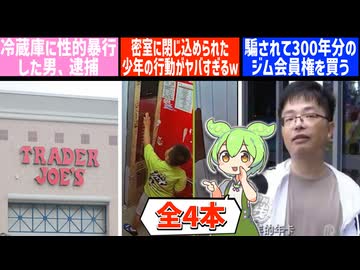 冷蔵庫に性的暴行
した男、逮捕
密室に閉じ込められた
少年の行動がヤバすぎるw
騙されて300年分の
ジム会員権を買う
TRADER
JOE'S
全4本
的年卡